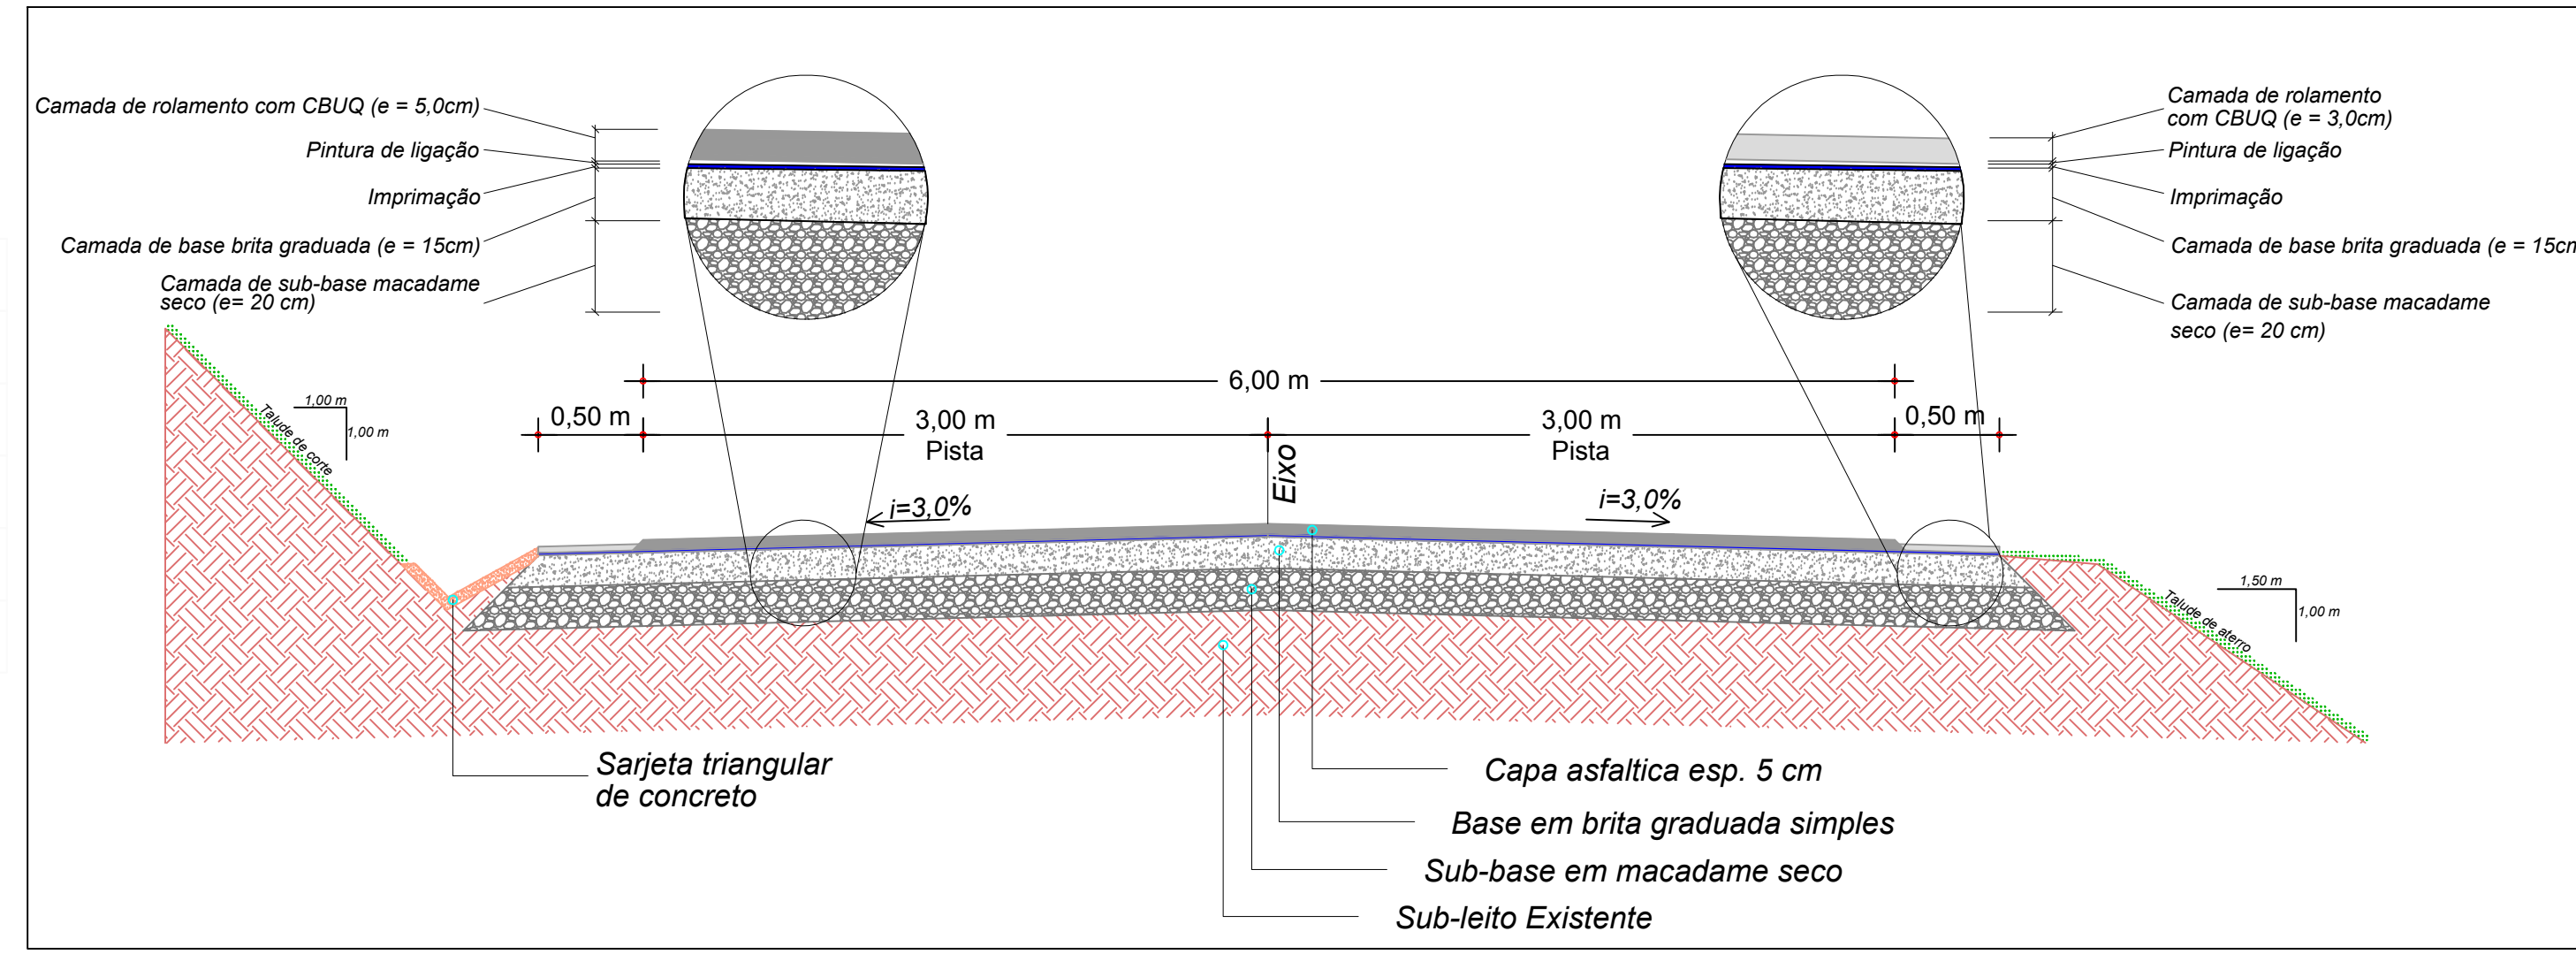 Camada de rolamento com CBUQ (e = 5,0cm)
Pintura de ligação
Imprimação
Camada de base brita graduada (e = 15cm)
Camada de sub-base macadame
seco (e= 20 cm)
Camada de rolamento
com CBUQ (e = 3,0cm)
Pintura de ligação
Imprimação
Camada de base brita graduada (e = 15cm
Camada de sub-base macadame
seco (e= 20 cm)
6,00 m
0,50 m
3,00 m
Pista
3,00 m
Pista
0,50 m
Eixo
1,00 m
1,00 m
Talude de corte
i=3,0%
i=3,0%
1,50 m
1,00 m
Talude de aterro
Sarjeta triangular
de concreto
Capa asfaltica esp. 5 cm
Base em brita graduada simples
Sub-base em macadame seco
Sub-leito Existente